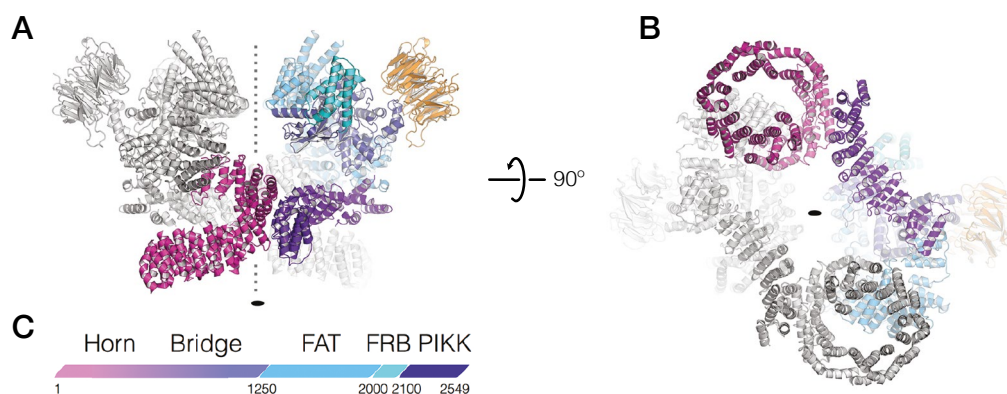 A
B
90°
C
Horn Bridge FAT FRB PIKK
1 1250 2000 2100 2549